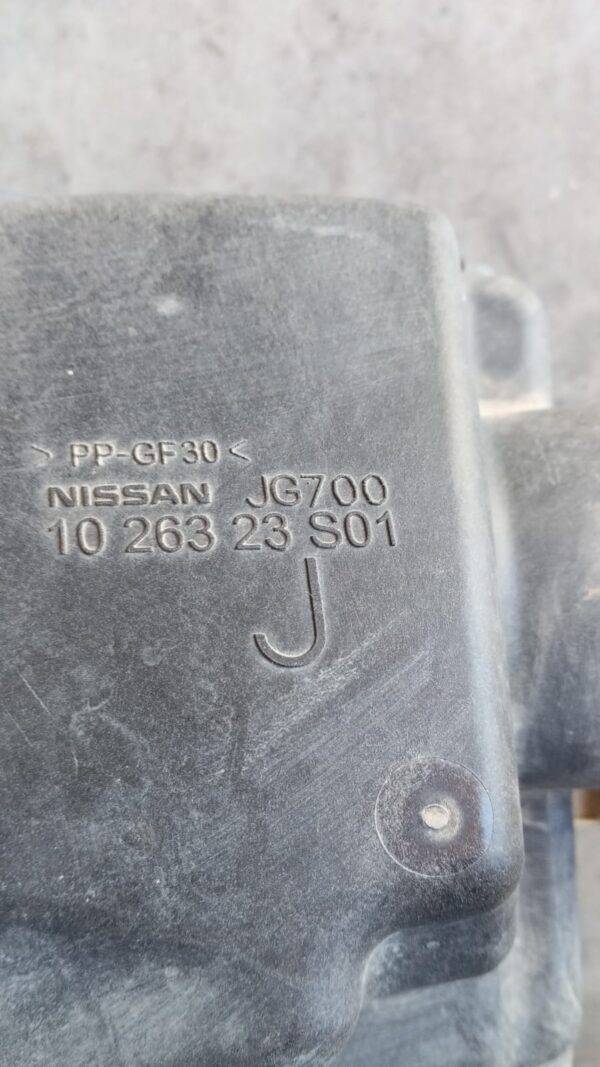 > PP-GF30 <
NISSAN JG700
10 263 23 S01
J